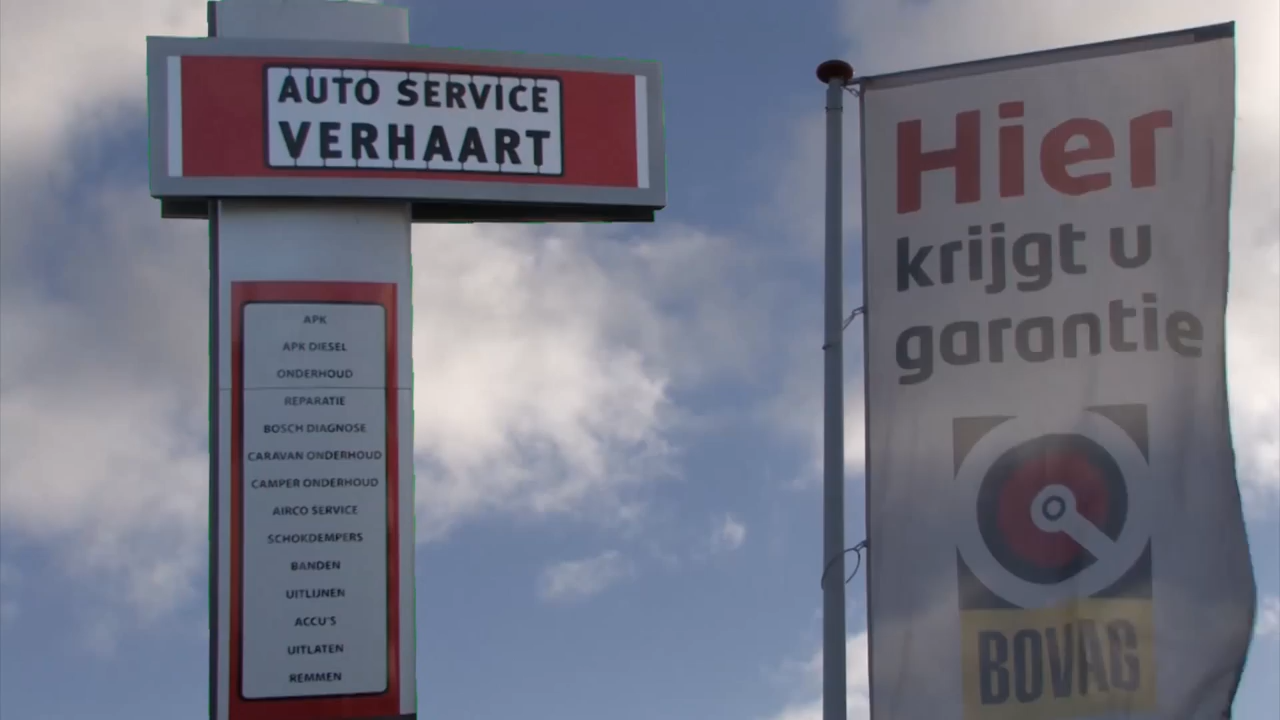 AUTO SERVICE
VERHAART
APK
APK DIESEL
ONDERHOUD
REPARATIE
BOSCH DIAGNOSE
CARAVAN ONDERHOUD
CAMPER ONDERHOUD
AIRCO SERVICE
SCHOKDEMPERS
BANDEN
UITLIJNEN
ACCU'S
UITLATEN
REMMEN
Hier
krijgt u
garantie
BOVAG